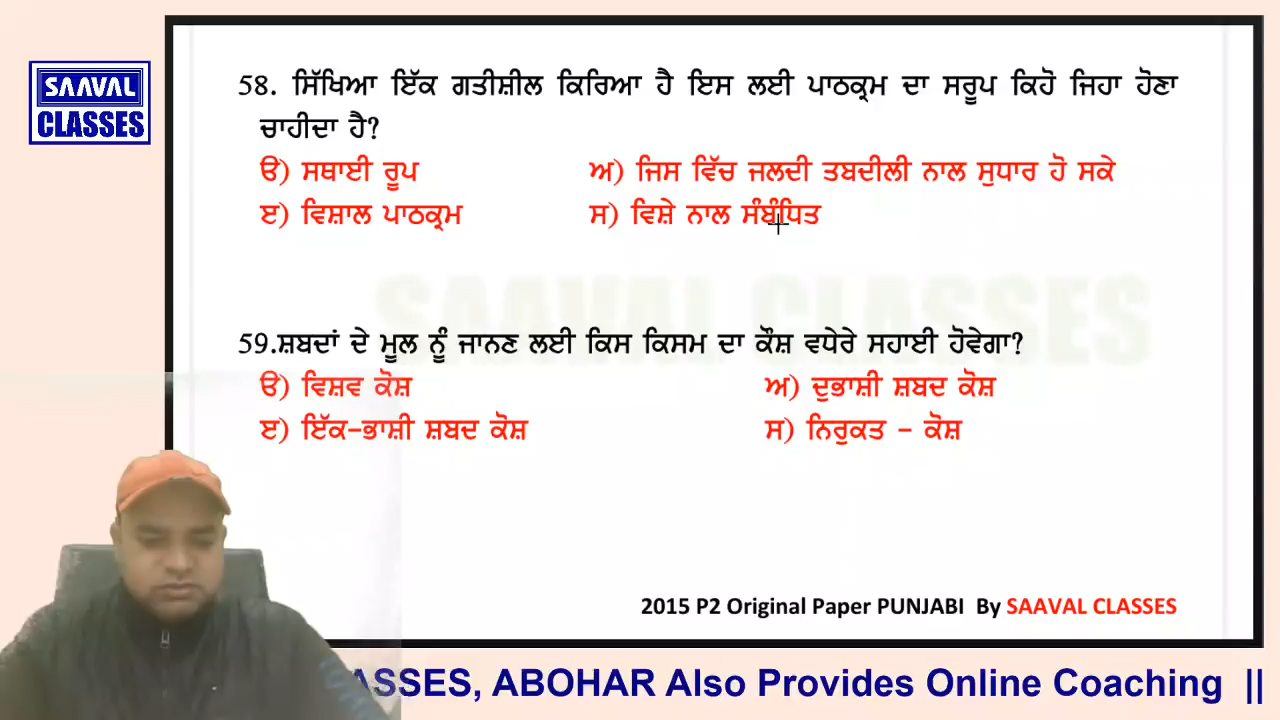 SAAVAL
CLASSES
58. ਸਿੱਖਿਆ ਇੱਕ ਗਤੀਸ਼ੀਲ ਕਿਰਿਆ ਹੈ ਇਸ ਲਈ ਪਾਠਕ੍ਰਮ ਦਾ ਸਰੂਪ ਕਿਹੋ ਜਿਹਾ ਹੋਣਾ
ਚਾਹੀਦਾ ਹੈ?
ੳ) ਸਥਾਈ ਰੂਪ ਅ) ਜਿਸ ਵਿੱਚ ਜਲਦੀ ਤਬਦੀਲੀ ਨਾਲ ਸੁਧਾਰ ਹੋ ਸਕੇ
ੲ) ਵਿਸ਼ਾਲ ਪਾਠਕ੍ਰਮ ਸ) ਵਿਸ਼ੇ ਨਾਲ ਸੰਬੰਧਿਤ
SAAVAL CLASSES
59.ਸ਼ਬਦਾਂ ਦੇ ਮੂਲ ਨੂੰ ਜਾਨਣ ਲਈ ਕਿਸ ਕਿਸਮ ਦਾ ਕੌਸ਼ ਵਧੇਰੇ ਸਹਾਈ ਹੋਵੇਗਾ?
ੳ) ਵਿਸ਼ਵ ਕੋਸ਼ ਅ) ਦੁਭਾਸ਼ੀ ਸ਼ਬਦ ਕੋਸ਼
ੲ) ਇੱਕ-ਭਾਸ਼ੀ ਸ਼ਬਦ ਕੋਸ਼ ਸ) ਨਿਰੁਕਤ - ਕੋਸ਼
2015 P2 Original Paper PUNJABI By SAAVAL CLASSES
ASSES, ABOHAR Also Provides Online Coaching ||